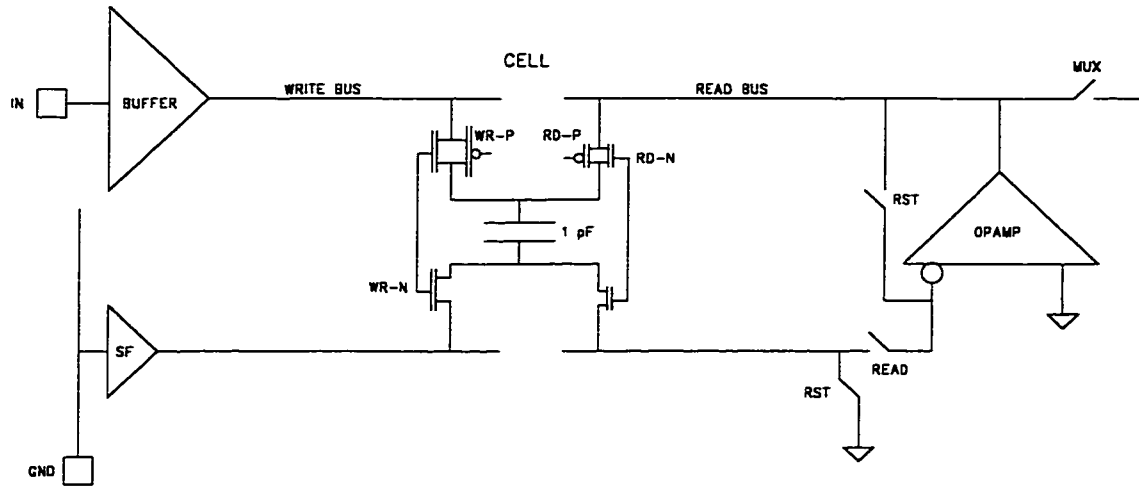 CELL
MUX
IN
BUFFER
WRITE BUS
READ BUS
WR-P
RD-P
RD-N
RST
1 pF
OPAMP
WR-N
SF
READ
RST
GND